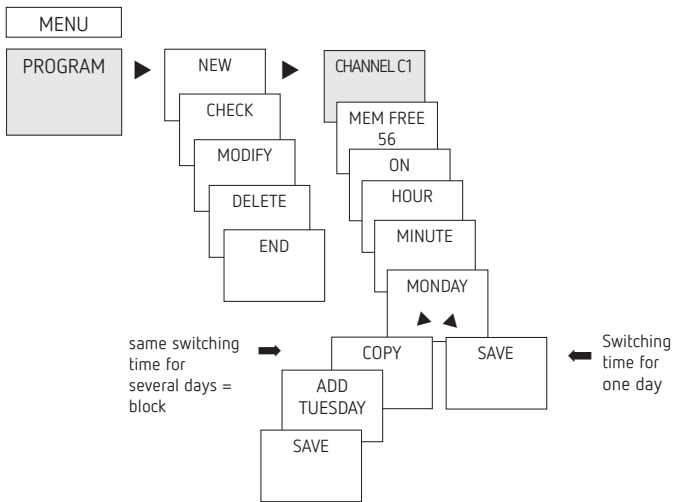 MENU
PROGRAM
NEW
CHECK
MODIFY
DELETE
END
CHANNEL C1
MEM FREE
56
ON
HOUR
MINUTE
MONDAY
same switching
time for
several days =
block
COPY
ADD
TUESDAY
SAVE
SAVE
Switching
time for
one day